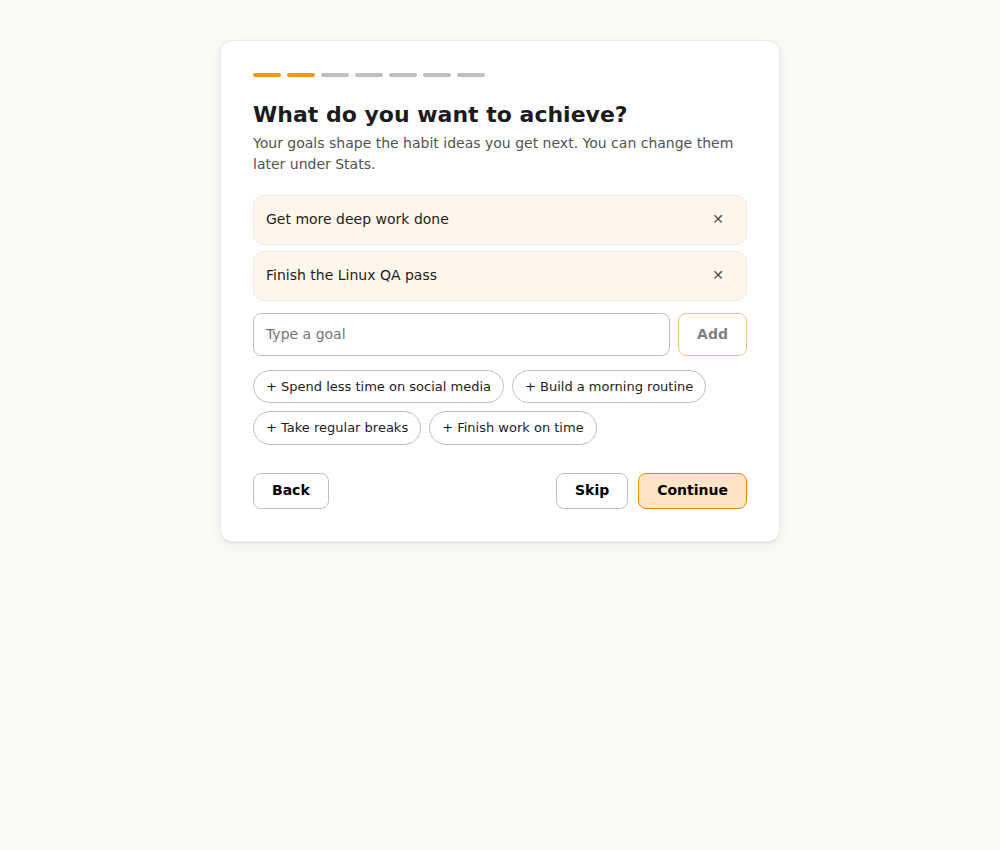 What do you want to achieve?
Your goals shape the habit ideas you get next. You can change them
later under Stats.
Get more deep work done ✕
Finish the Linux QA pass ✕
Type a goal Add
+ Spend less time on social media + Build a morning routine
+ Take regular breaks + Finish work on time
Back Skip Continue